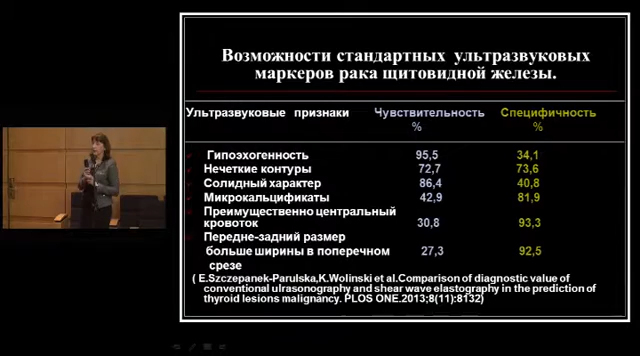 Возможности стандартных ультразвуковых
маркеров рака щитовидной железы.
Ультразвуковые признаки Чувствительность Специфичность
% %
Гипоэхогенность 95,5 34,1
Нечеткие контуры 72,7 73,6
Солидный характер 86,4 40,8
Микрокальцификаты 42,9 81,9
Преимущественно центральный
кровоток 30,8 93,3
Передне-задний размер
больше ширины в поперечном 27,3 92,5
срезе
( E.Szczepanek-Parulska,K.Wolinski et al.Comparison of diagnostic value of
conventional ulrasonography and shear wave elastography in the prediction of
thyroid lesions malignancy. PLOS ONE.2013;8(11):8132)